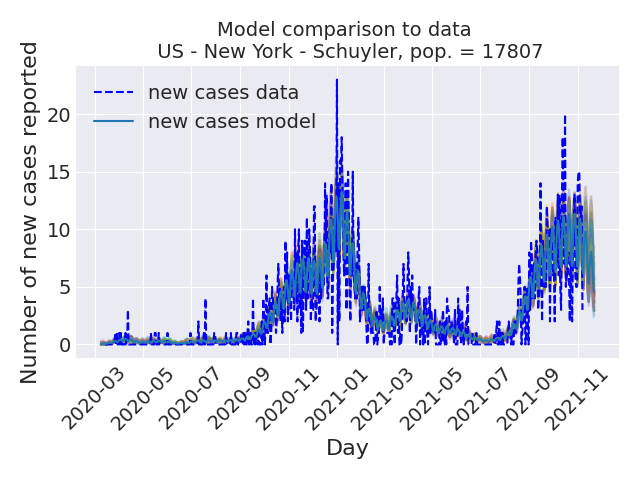 Model comparison to data
US - New York - Schuyler, pop. = 17807
Number of new cases reported
20
15
10
5
0
new cases data
new cases model
2020-03
2020-05
2020-07
2020-09
2020-11
2021-01
2021-03
2021-05
2021-07
2021-09
2021-11
Day